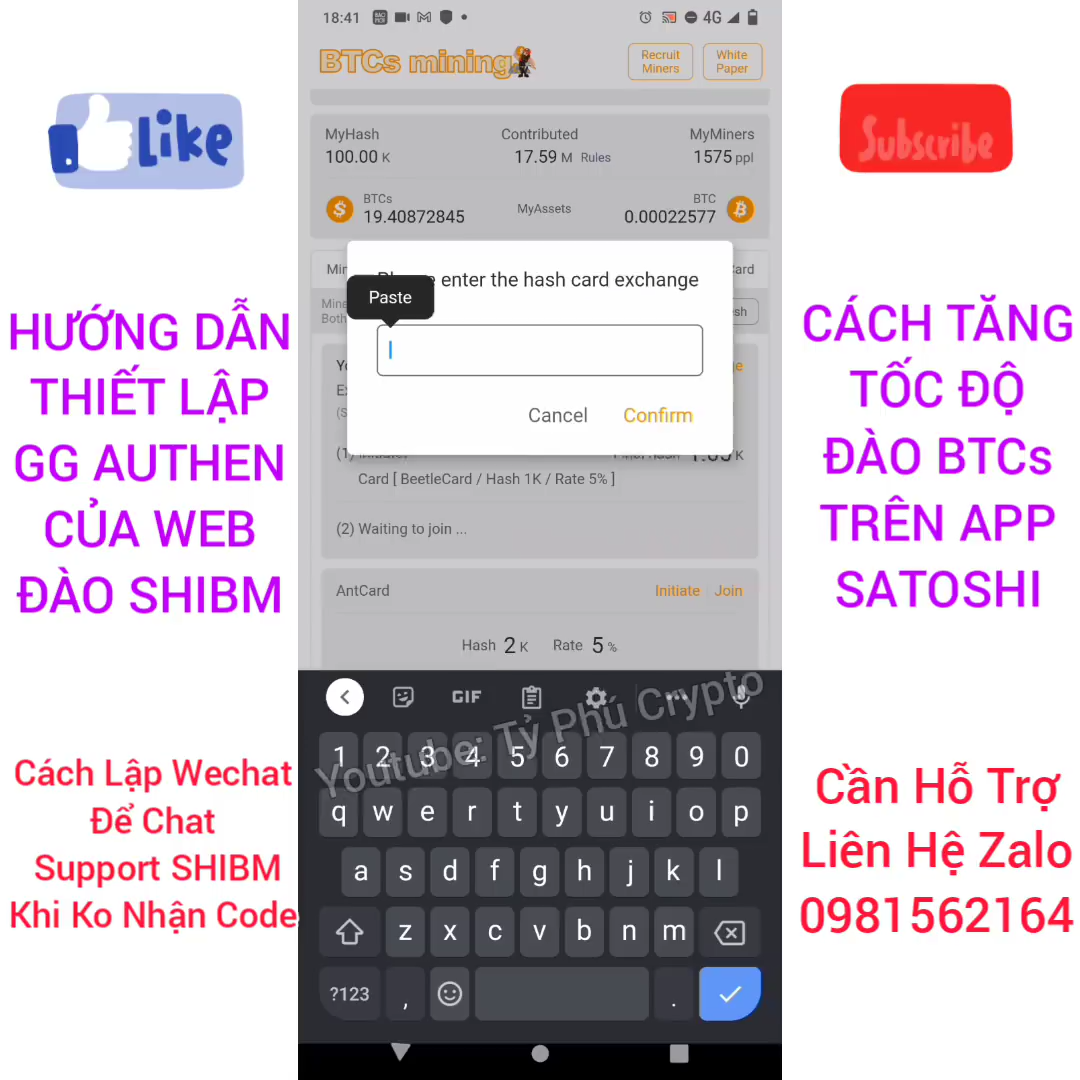 Like
HƯỚNG DẪN
THIẾT LẬP
GG AUTHEN
CỦA WEB
ĐÀO SHIBM
Cách Lập Wechat
Để Chat
Support SHIBM
Khi Ko Nhận Code
18:41
4G
BTCs mining
Recruit
Miners
White
Paper
MyHash
Contributed
MyMiners
100.00 K
17.59 M Rules
1575 ppl
BTCs
19.40872845
MyAssets
BTC
0.00022577
enter the hash card exchange
Paste
Cancel
Confirm
Card [ BeetleCard / Hash 1K / Rate 5% ]
(2) Waiting to join ...
AntCard
Initiate
Join
Hash 2 K
Rate 5 %
GIF
Youtube: Tỷ Phú Crypto
1 2 3 4 5 6 7 8 9 0
q w e r t y u i o p
a s d f g h j k l
z x c v b n m
?123 , .
Subscribe
CÁCH TĂNG
TỐC ĐỘ
ĐÀO BTCs
TRÊN APP
SATOSHI
Cần Hỗ Trợ
Liên Hệ Zalo
0981562164